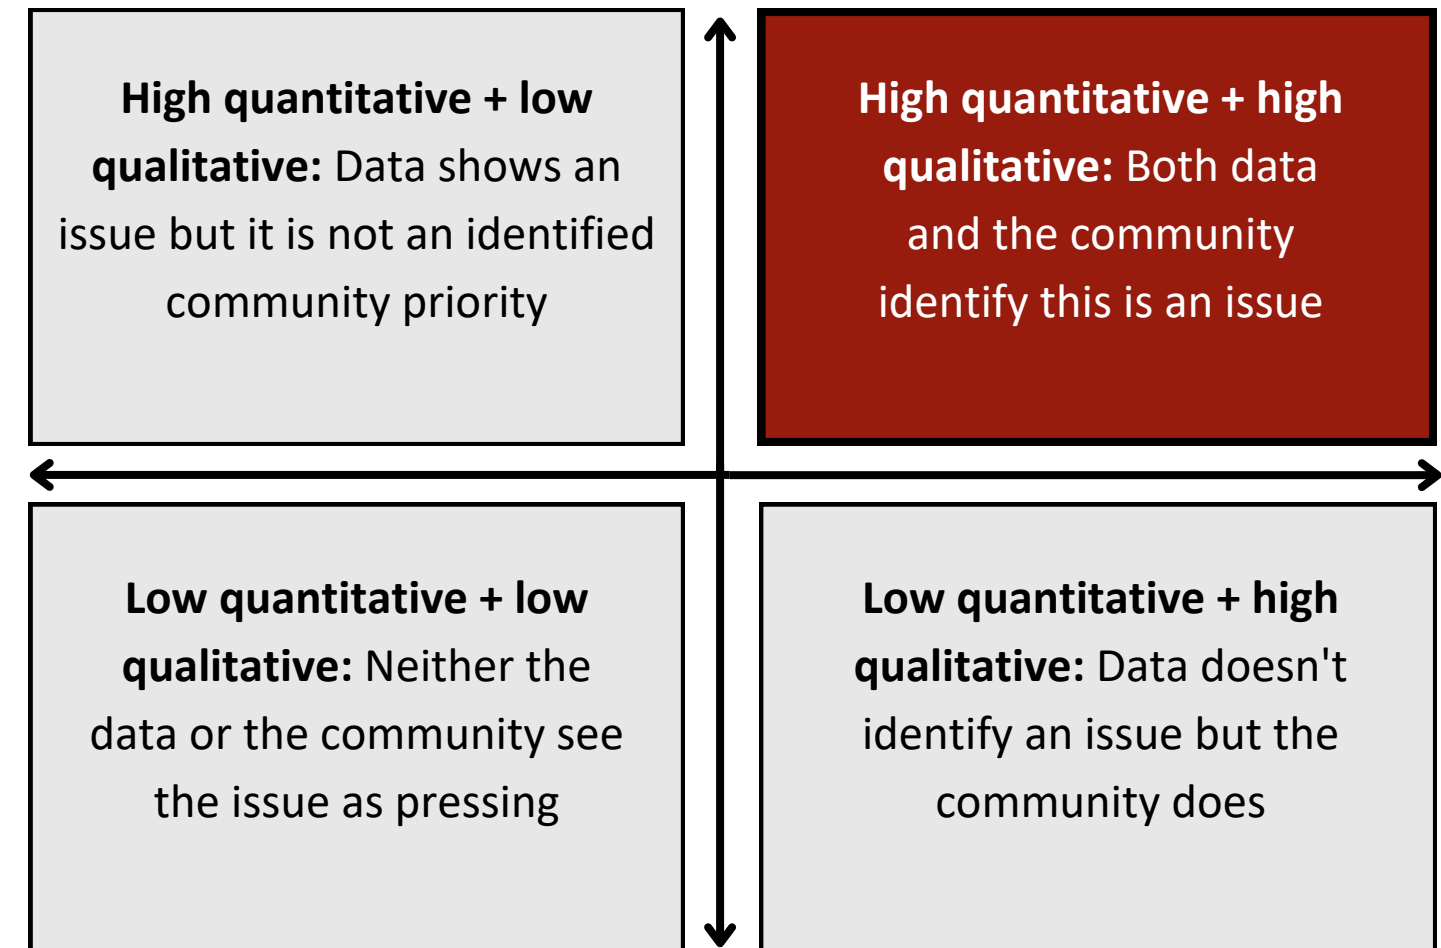 High quantitative + low
qualitative: Data shows an
issue but it is not an identified
community priority
High quantitative + high
qualitative: Both data
and the community
identify this is an issue
Low quantitative + low
qualitative: Neither the
data or the community see
the issue as pressing
Low quantitative + high
qualitative: Data doesn't
identify an issue but the
community does